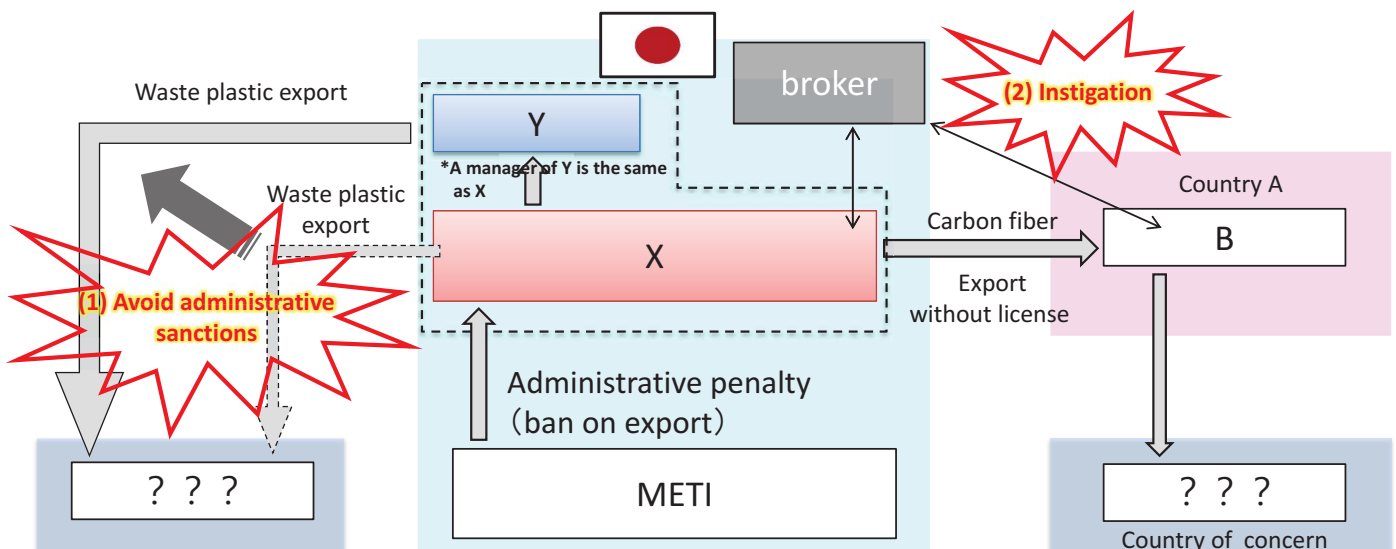 broker
(2) Instigation
Waste plastic export
Y
*A manager of Y is the same
as X
Waste plastic
export
Country A
Carbon fiber
B
X
Export
without license
(1) Avoid administrative
sanctions
Administrative penalty
（ban on export）
METI
？？？
？？？
Country of concern